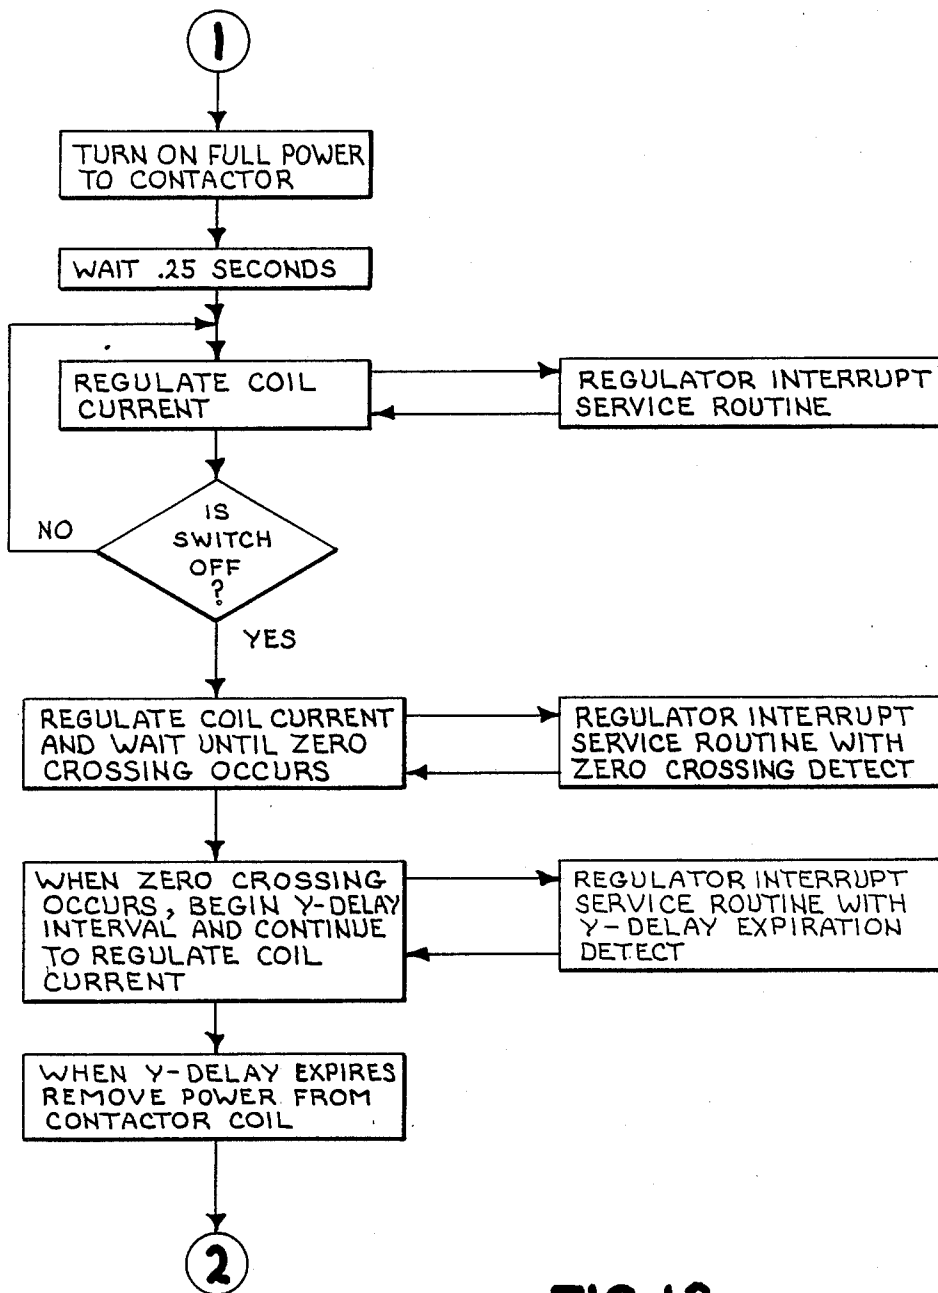 1
TURN ON FULL POWER
TO CONTACTOR
WAIT .25 SECONDS
REGULATE COIL
CURRENT
REGULATOR INTERRUPT
SERVICE ROUTINE
IS
SWITCH
OFF
?
NO
YES
REGULATE COIL CURRENT
AND WAIT UNTIL ZERO
CROSSING OCCURS
REGULATOR INTERRUPT
SERVICE ROUTINE WITH
ZERO CROSSING DETECT
WHEN ZERO CROSSING
OCCURS, BEGIN Y-DELAY
INTERVAL AND CONTINUE
TO REGULATE COIL
CURRENT
REGULATOR INTERRUPT
SERVICE ROUTINE WITH
Y-DELAY EXPIRATION
DETECT
WHEN Y-DELAY EXPIRES
REMOVE POWER FROM
CONTACTOR COIL
2